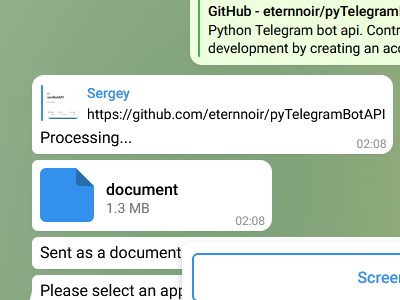 GitHub - eternnoir/pyTelegram
Python Telegram bot api. Contr
development by creating an acc
Sergey
https://github.com/eternnoir/pyTelegramBotAPI
Processing...
02:08
document
1.3 MB
02:08
Sent as a document
Please select an app
Screen